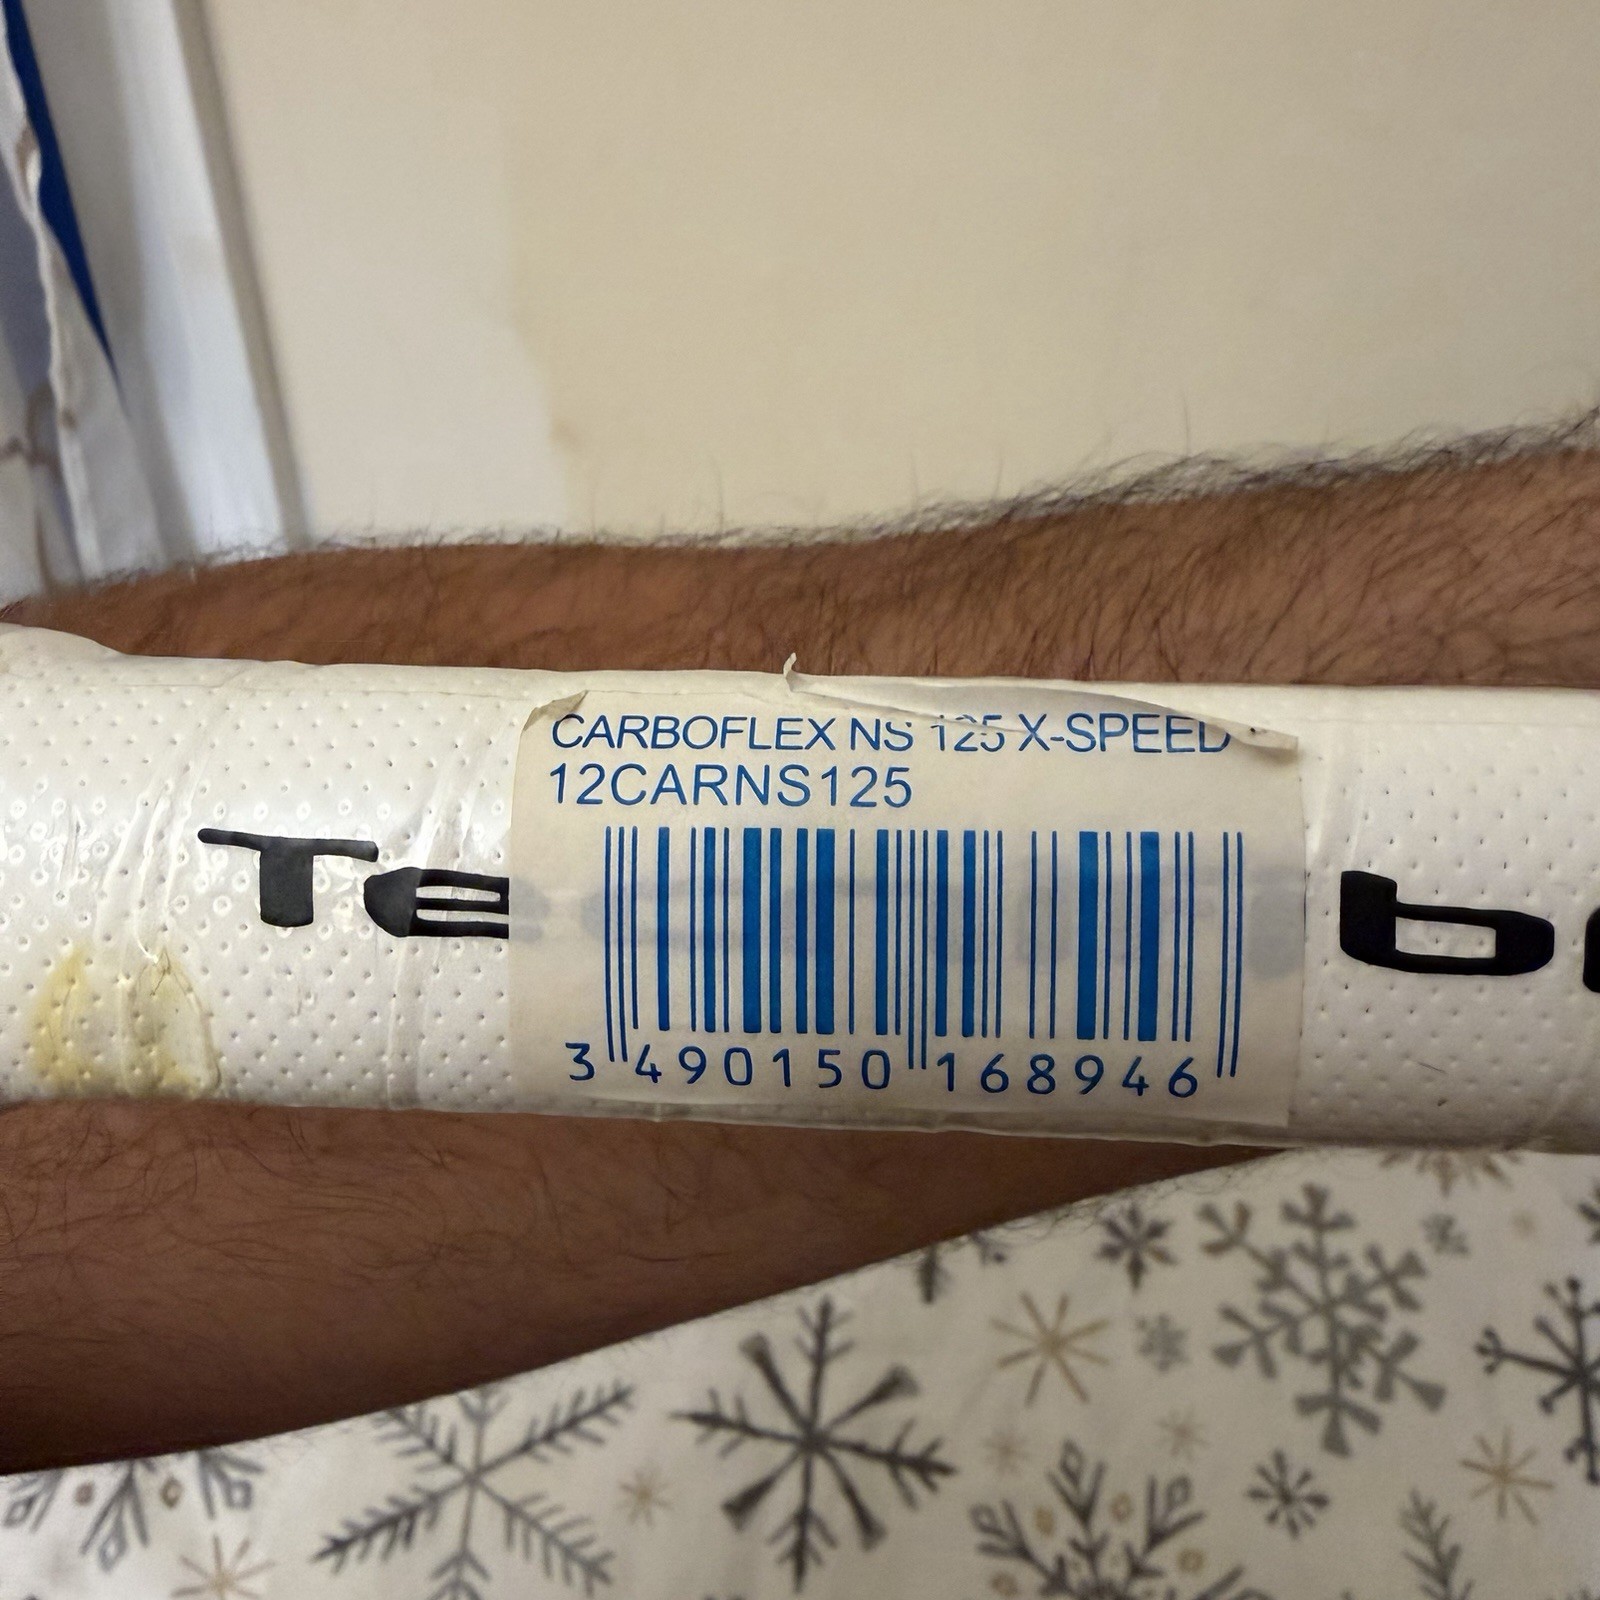 CARBOFLEX NS 125 X-SPEED
12CARNS125
Te
b
3 490150 168946